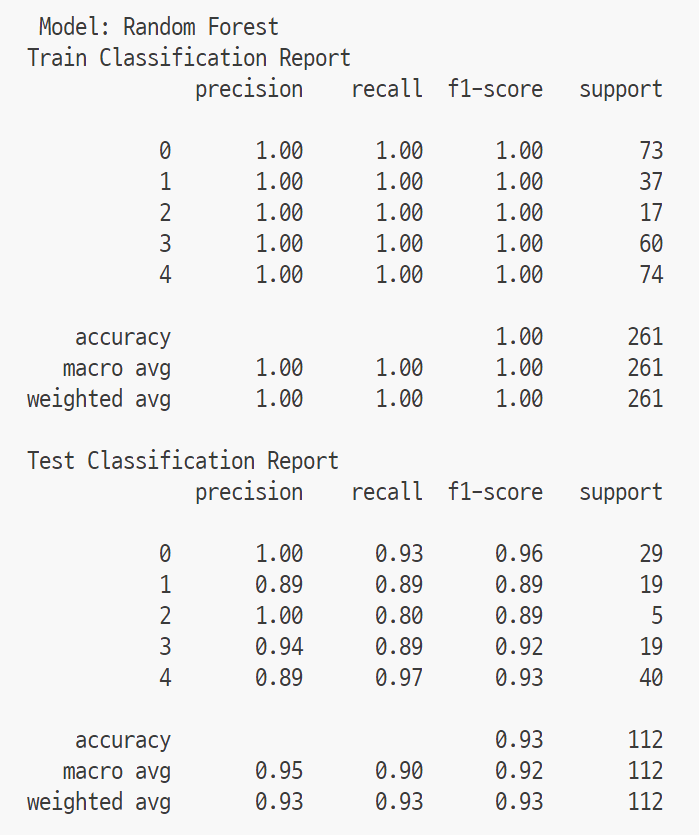 Model: Random Forest
Train Classification Report
precision recall f1-score support
0 1.00 1.00 1.00 73
1 1.00 1.00 1.00 37
2 1.00 1.00 1.00 17
3 1.00 1.00 1.00 60
4 1.00 1.00 1.00 74
accuracy 1.00 261
macro avg 1.00 1.00 1.00 261
weighted avg 1.00 1.00 1.00 261
Test Classification Report
precision recall f1-score support
0 1.00 0.93 0.96 29
1 0.89 0.89 0.89 19
2 1.00 0.80 0.89 5
3 0.94 0.89 0.92 19
4 0.89 0.97 0.93 40
accuracy 0.93 112
macro avg 0.95 0.90 0.92 112
weighted avg 0.93 0.93 0.93 112